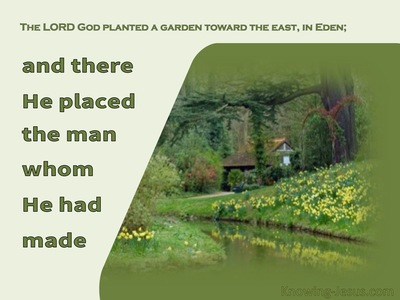 The LORD God planted a garden toward the east, in Eden;
and there
He placed
the man
whom
He had
made
Knowing-Jesus.com